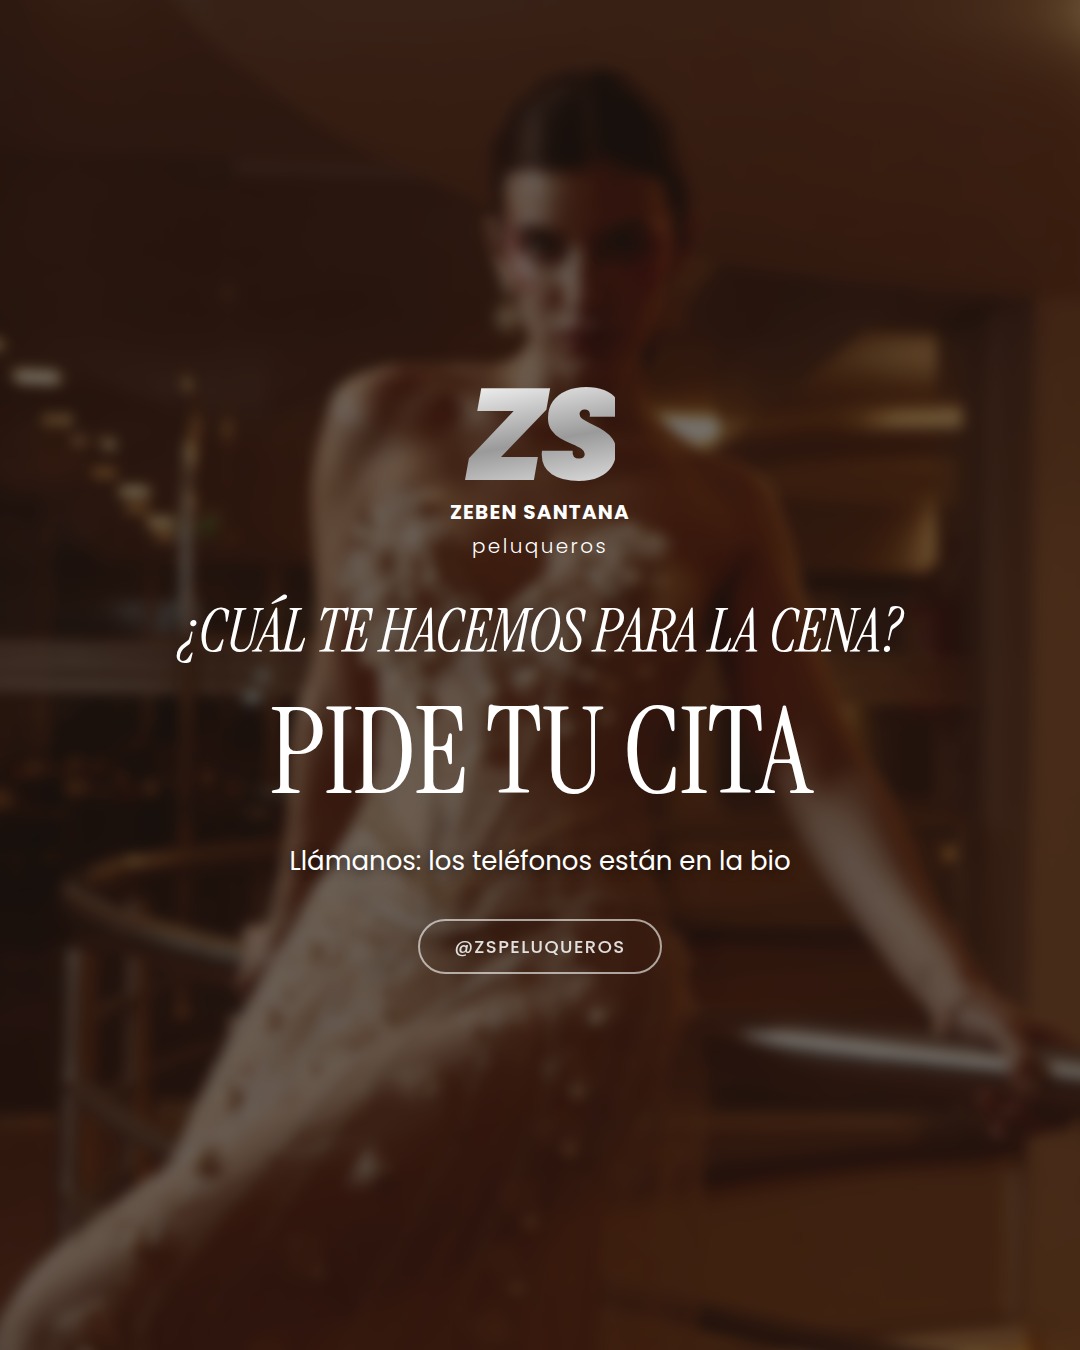 ZS
ZEBEN SANTANA
peluqueros
¿CUÁL TE HACEMOS PARA LA CENA?
PIDE TU CITA
Llámanos: los teléfonos están en la bio
@ZSPELUQUEROS